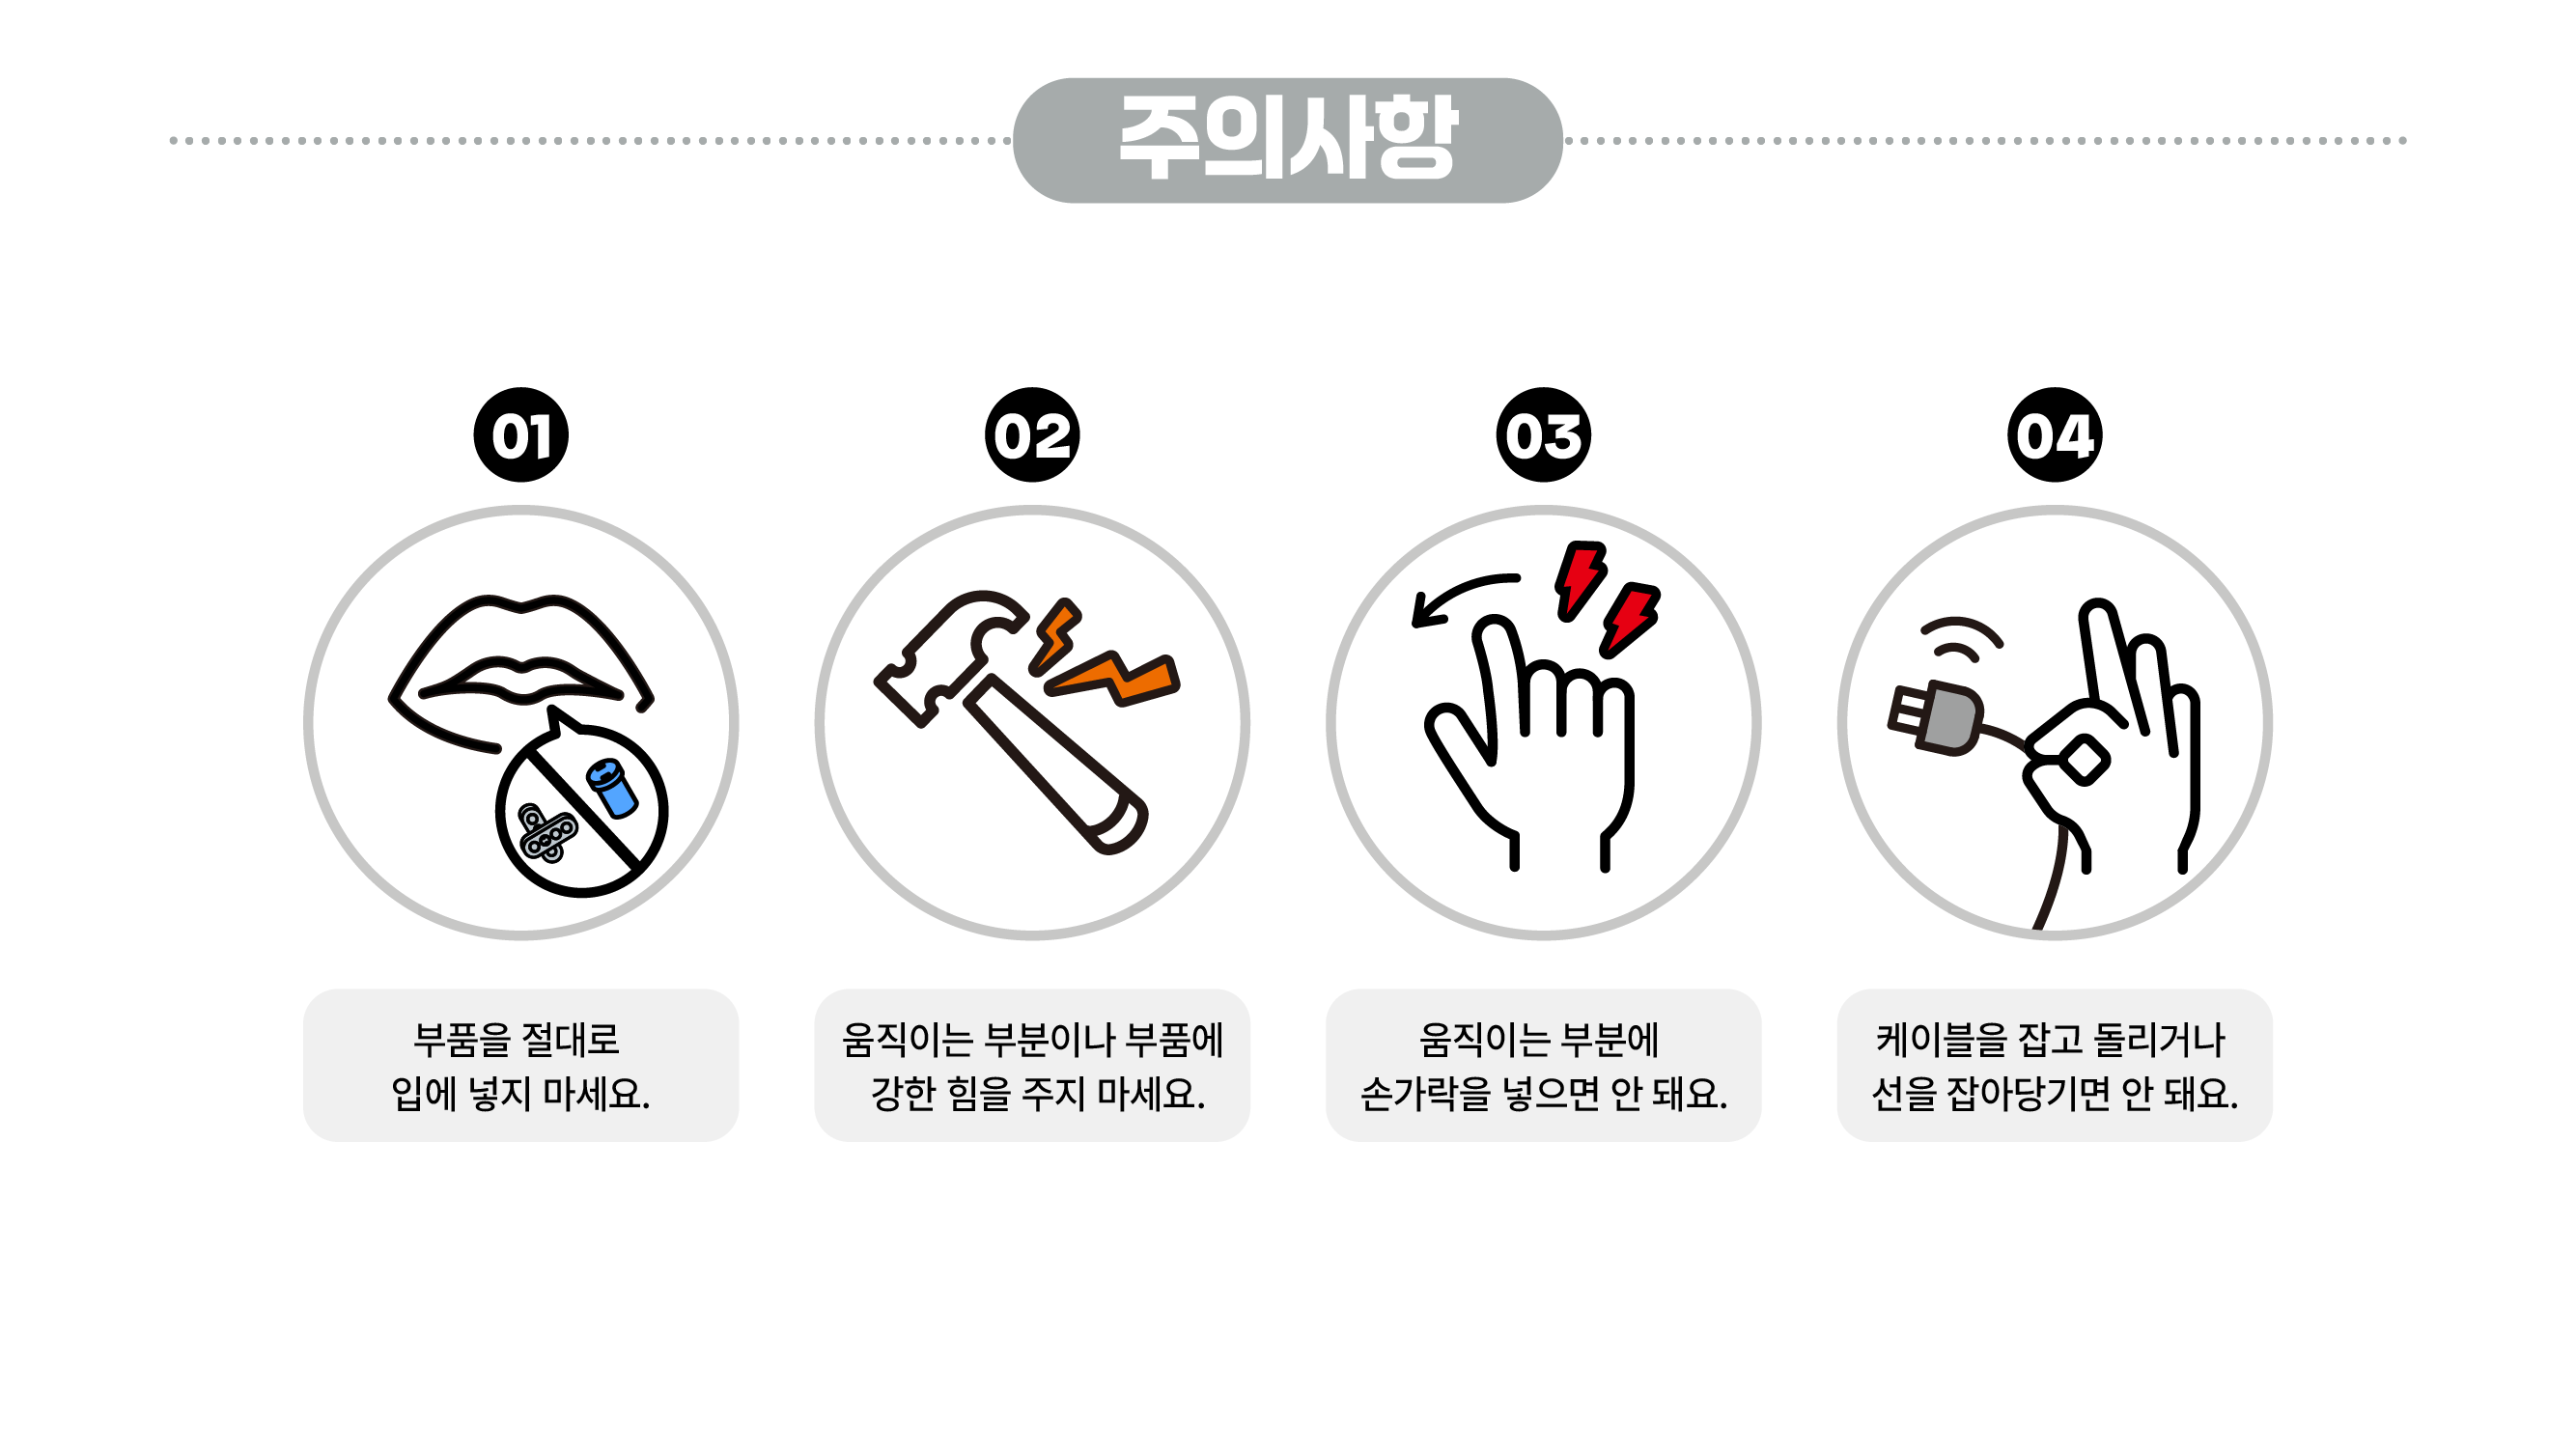 주의사항
01
부품을 절대로
입에 넣지 마세요.
02
움직이는 부분이나 부품에
강한 힘을 주지 마세요.
03
움직이는 부분에
손가락을 넣으면 안 돼요.
04
케이블을 잡고 돌리거나
선을 잡아당기면 안 돼요.